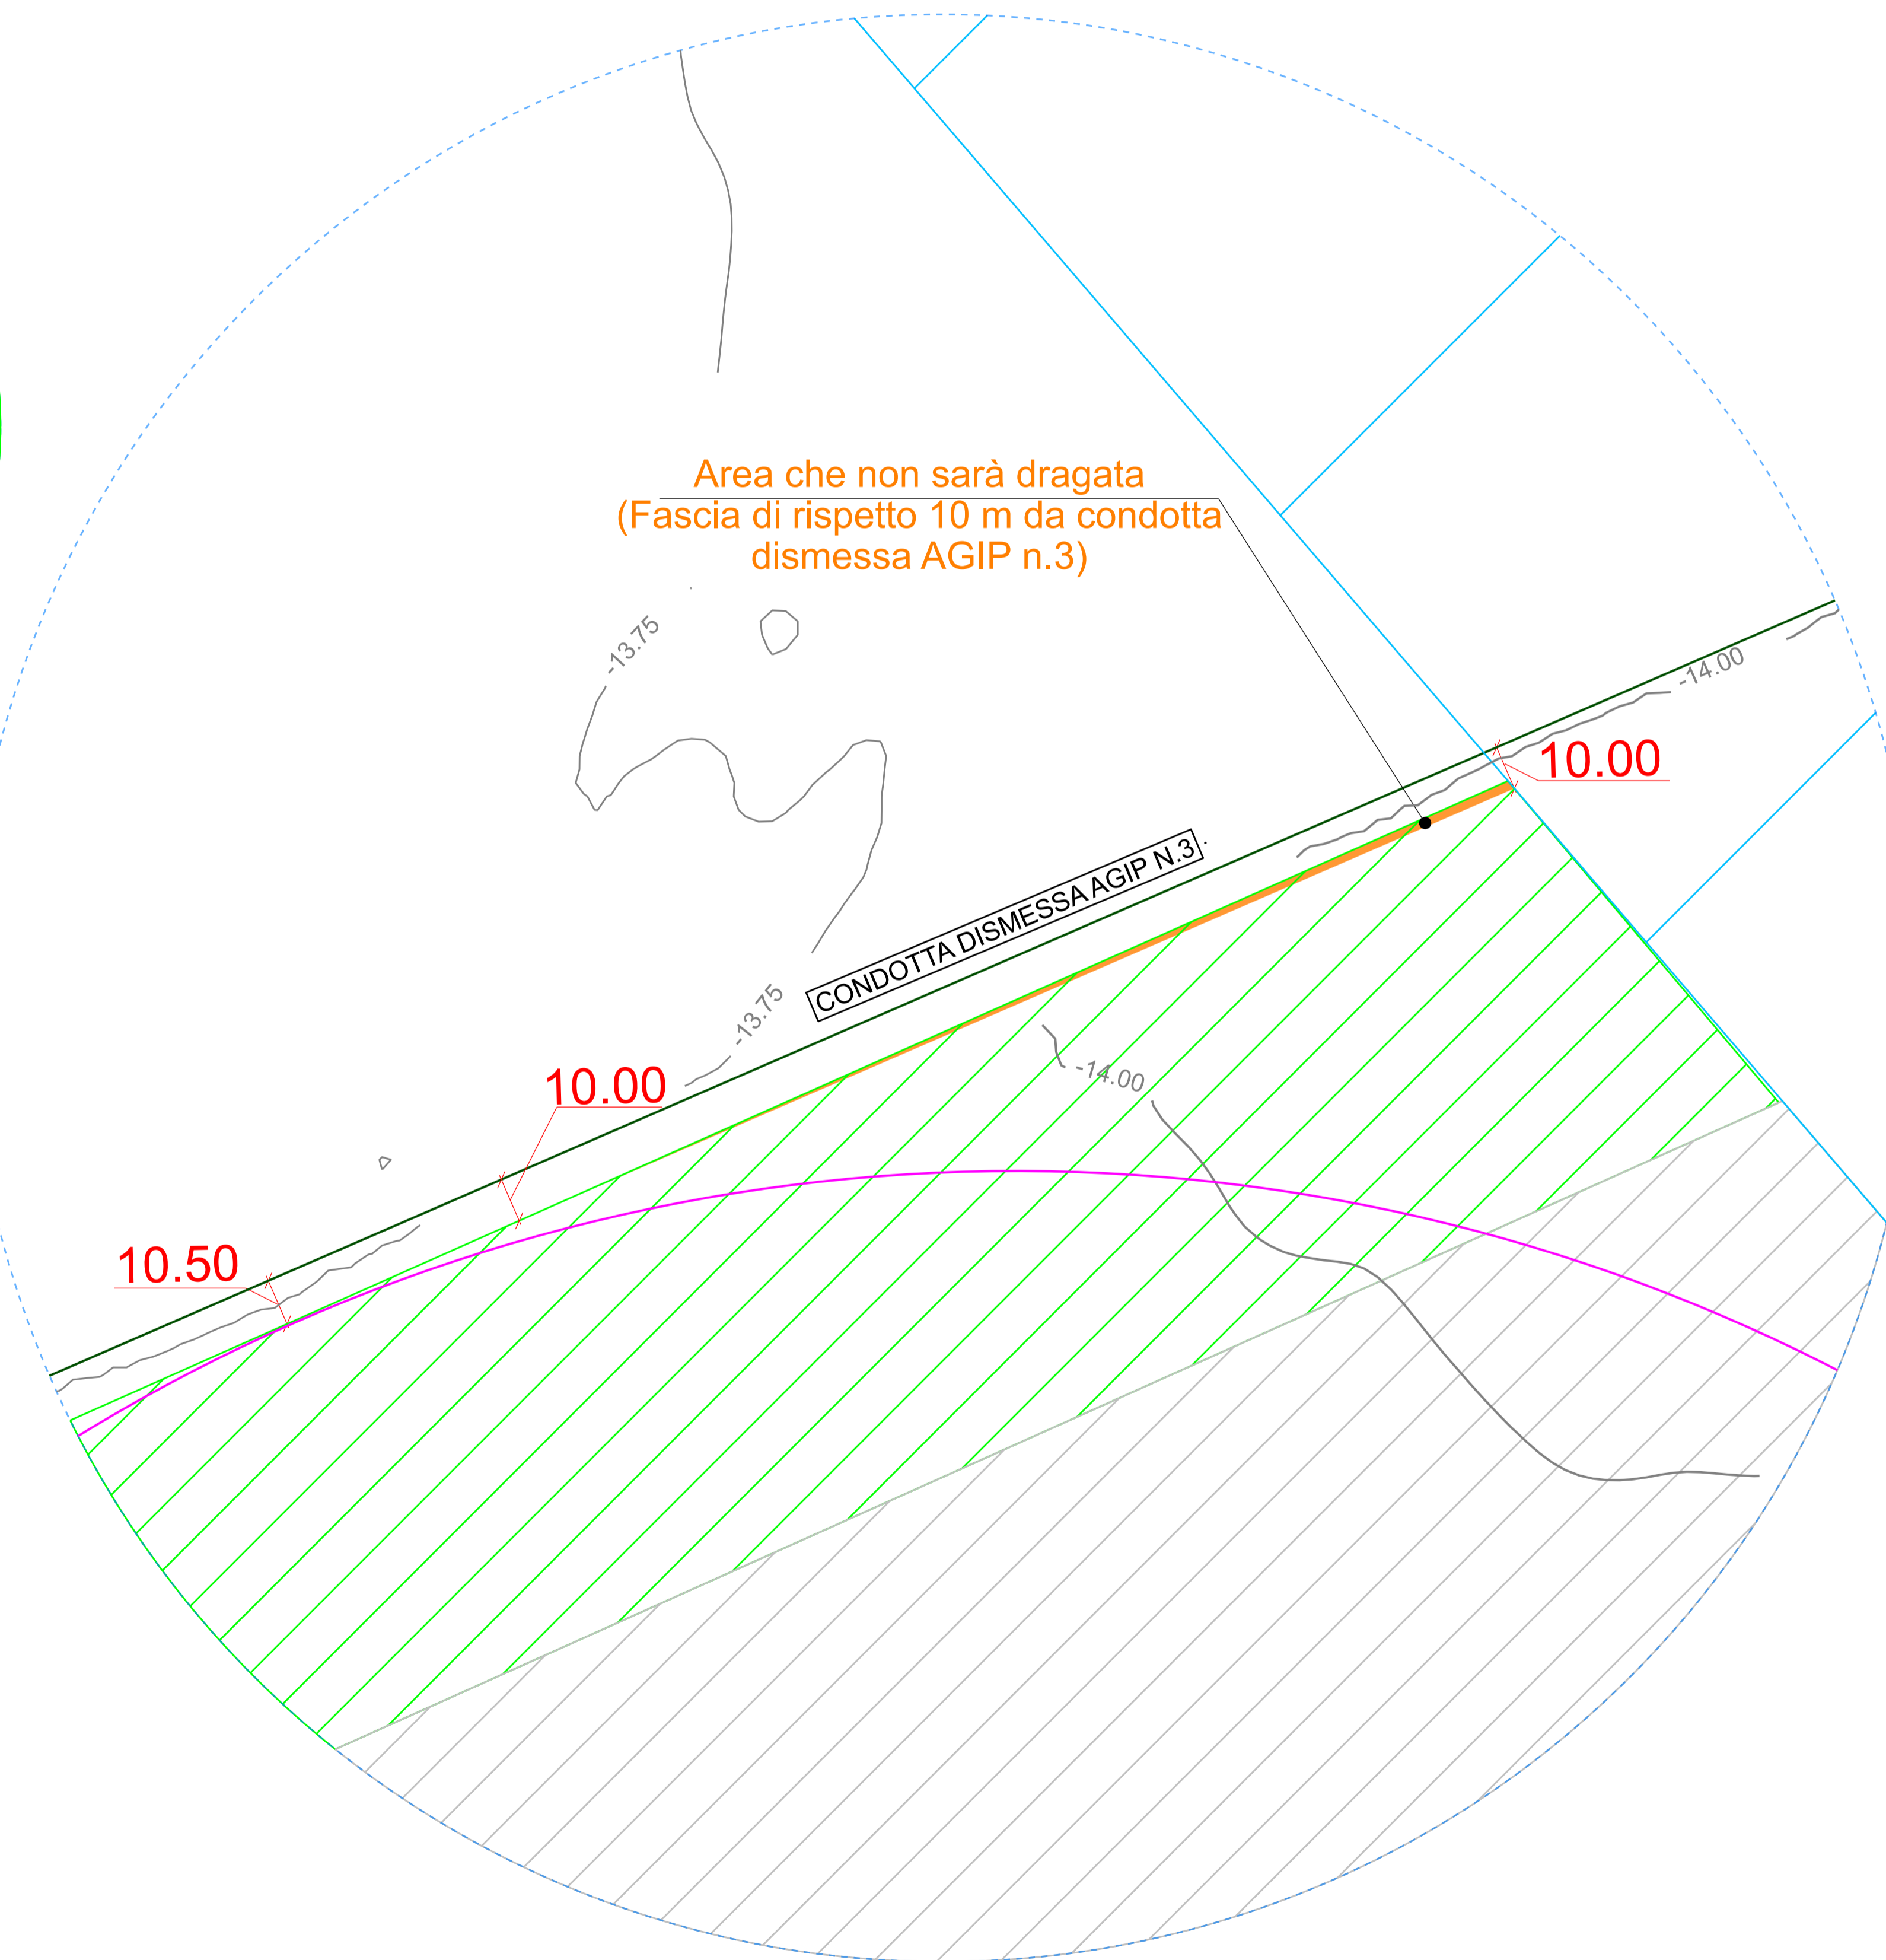 Area che non sarà dragata
(Fascia di rispetto 10 m da condotta
dismessa AGIP n.3)
-13.75
-14.00
10.00
CONDOTTA DISMESSA AGIP N.3
-13.75
-14.00
10.00
10.50